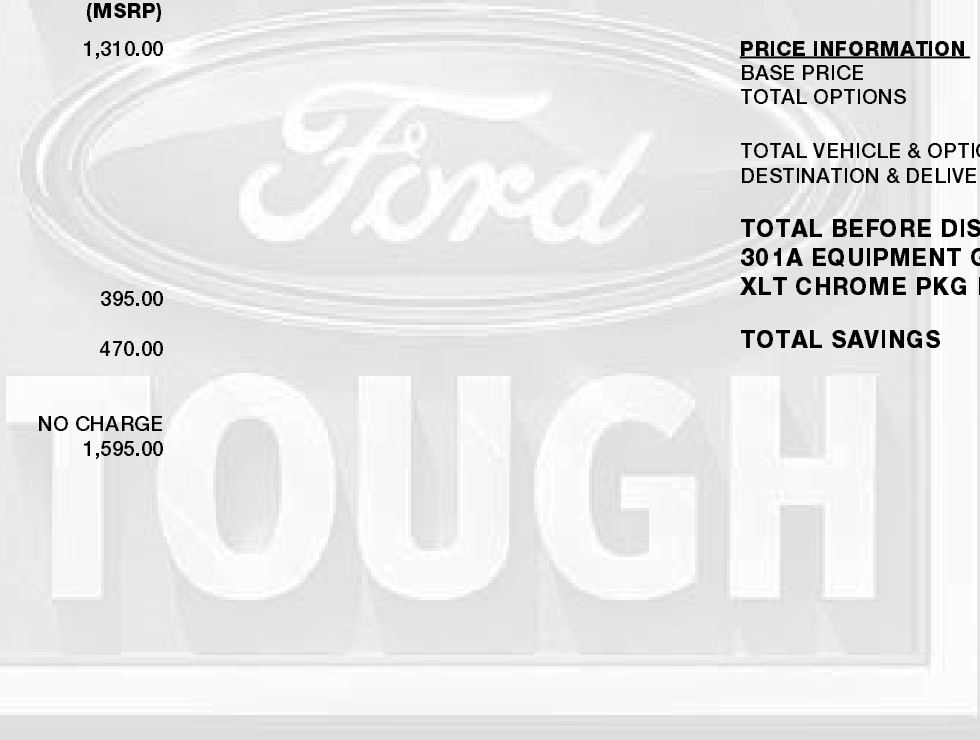 (MSRP)
1,310.00
395.00
470.00
NO CHARGE
1,595.00
PRICE INFORMATION
BASE PRICE
TOTAL OPTIONS
TOTAL VEHICLE & OPTIO
DESTINATION & DELIVE
TOTAL BEFORE DIS
301A EQUIPMENT G
XLT CHROME PKG
TOTAL SAVINGS
Ford
TOUGH